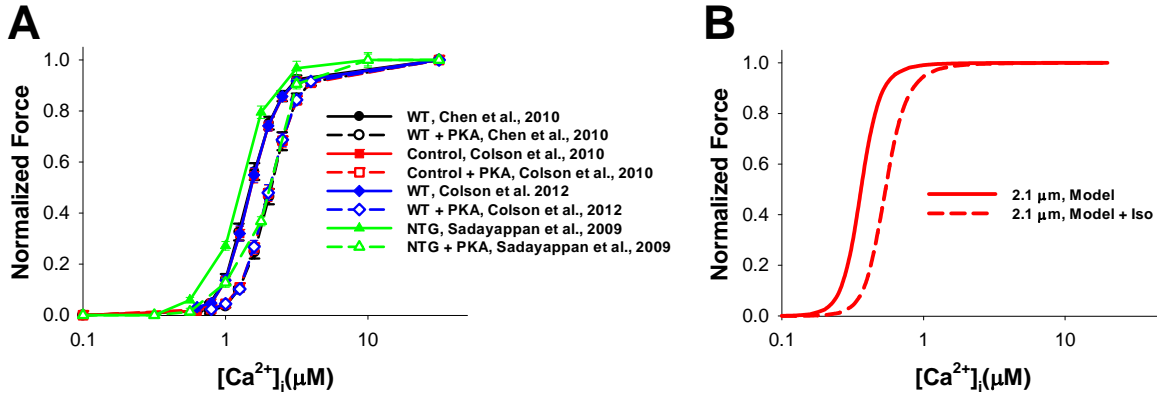 A
Normalized Force
1.0
0.8
0.6
0.4
0.2
0.0
0.1
1
10
[Ca²⁺]ᵢ(μM)
WT, Chen et al., 2010
WT + PKA, Chen et al., 2010
Control, Colson et al., 2010
Control + PKA, Colson et al., 2010
WT, Colson et al. 2012
WT + PKA, Colson et al., 2012
NTG, Sadayappan et al., 2009
NTG + PKA, Sadayappan et al., 2009
B
Normalized Force
1.0
0.8
0.6
0.4
0.2
0.0
0.1
1
10
[Ca²⁺]ᵢ(μM)
2.1 μm, Model
2.1 μm, Model + Iso